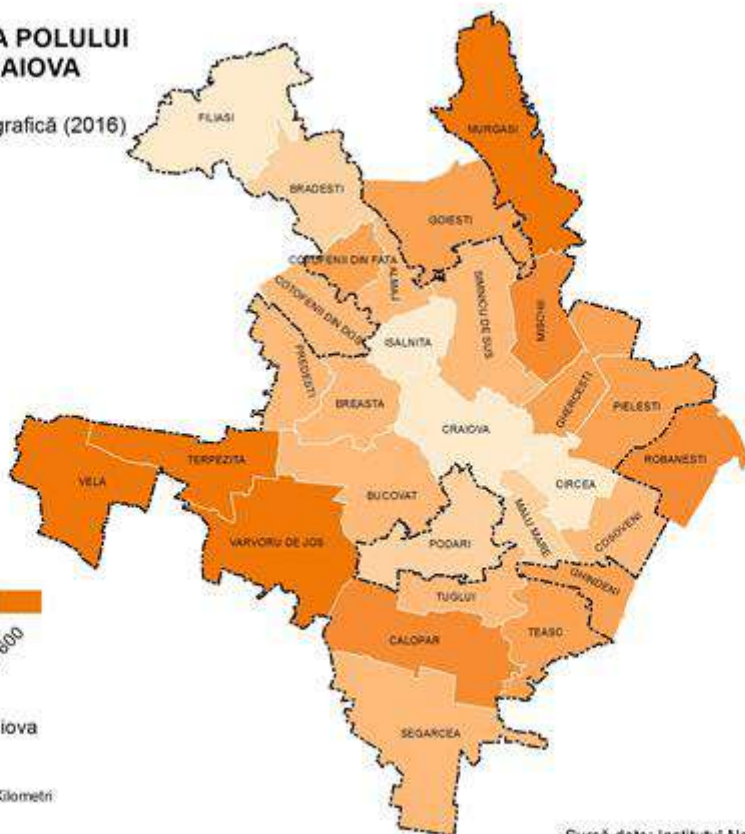 A POLULUI
AIOVA
grafică (2016)
FILIASI
MURGASI
BRADESTI
GOIESTI
COTOFENII DIN FATA
ALMAJ
SIMNICU DE SUS
COTOFENII DIN DOS
MISCHII
ISALNITA
PREDESTI
GHERCESTI
BREASTA
PIELESTI
CRAIOVA
TERPEZITA
ROBANESTI
VELA
CIRCEA
BUCOVAT
MALU MARE
COSOVENI
VARVORU DE JOS
PODARI
GHINDENI
TUGLUI
TEASC
CALOPAR
600
iova
SEGARCEA
Kilometri